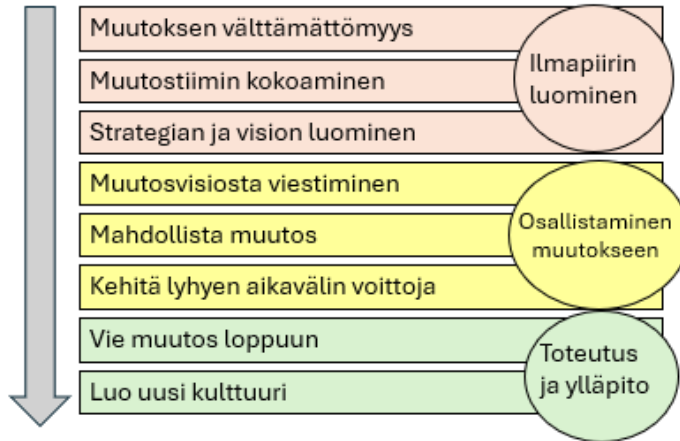 Muutoksen välttämättömyys
Muutostiimin kokoaminen
Strategian ja vision luominen
Ilmapiirin
luominen
Muutosvisiosta viestiminen
Mahdollista muutos
Kehitä lyhyen aikavälin voittoja
Osallistaminen
muutokseen
Vie muutos loppuun
Luo uusi kulttuuri
Toteutus
ja ylläpito